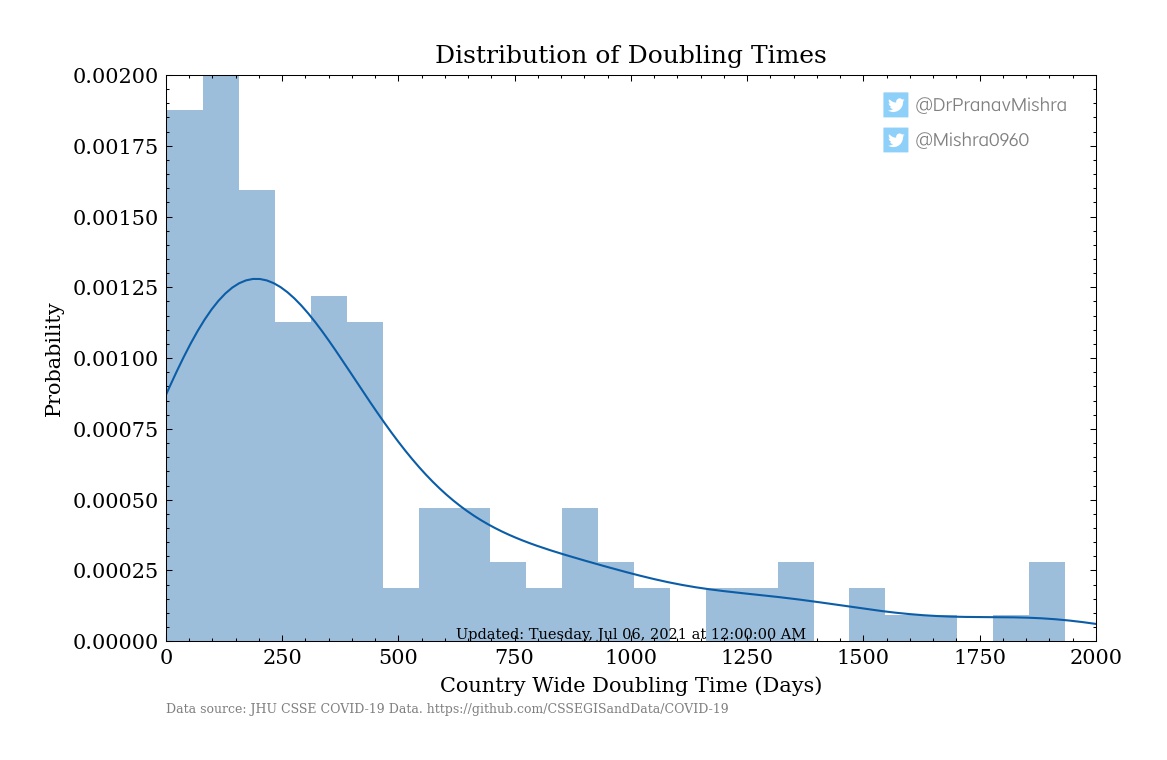 Distribution of Doubling Times
@DrPranavMishra
@Mishra0960
0.00200
0.00175
0.00150
0.00125
0.00100
0.00075
0.00050
0.00025
0.00000
Probability
Updated: Tuesday, Jul 06, 2021 at 12:00:00 AM
0 250 500 750 1000 1250 1500 1750 2000
Country Wide Doubling Time (Days)
Data source: JHU CSSE COVID-19 Data. https://github.com/CSSEGISandData/COVID-19